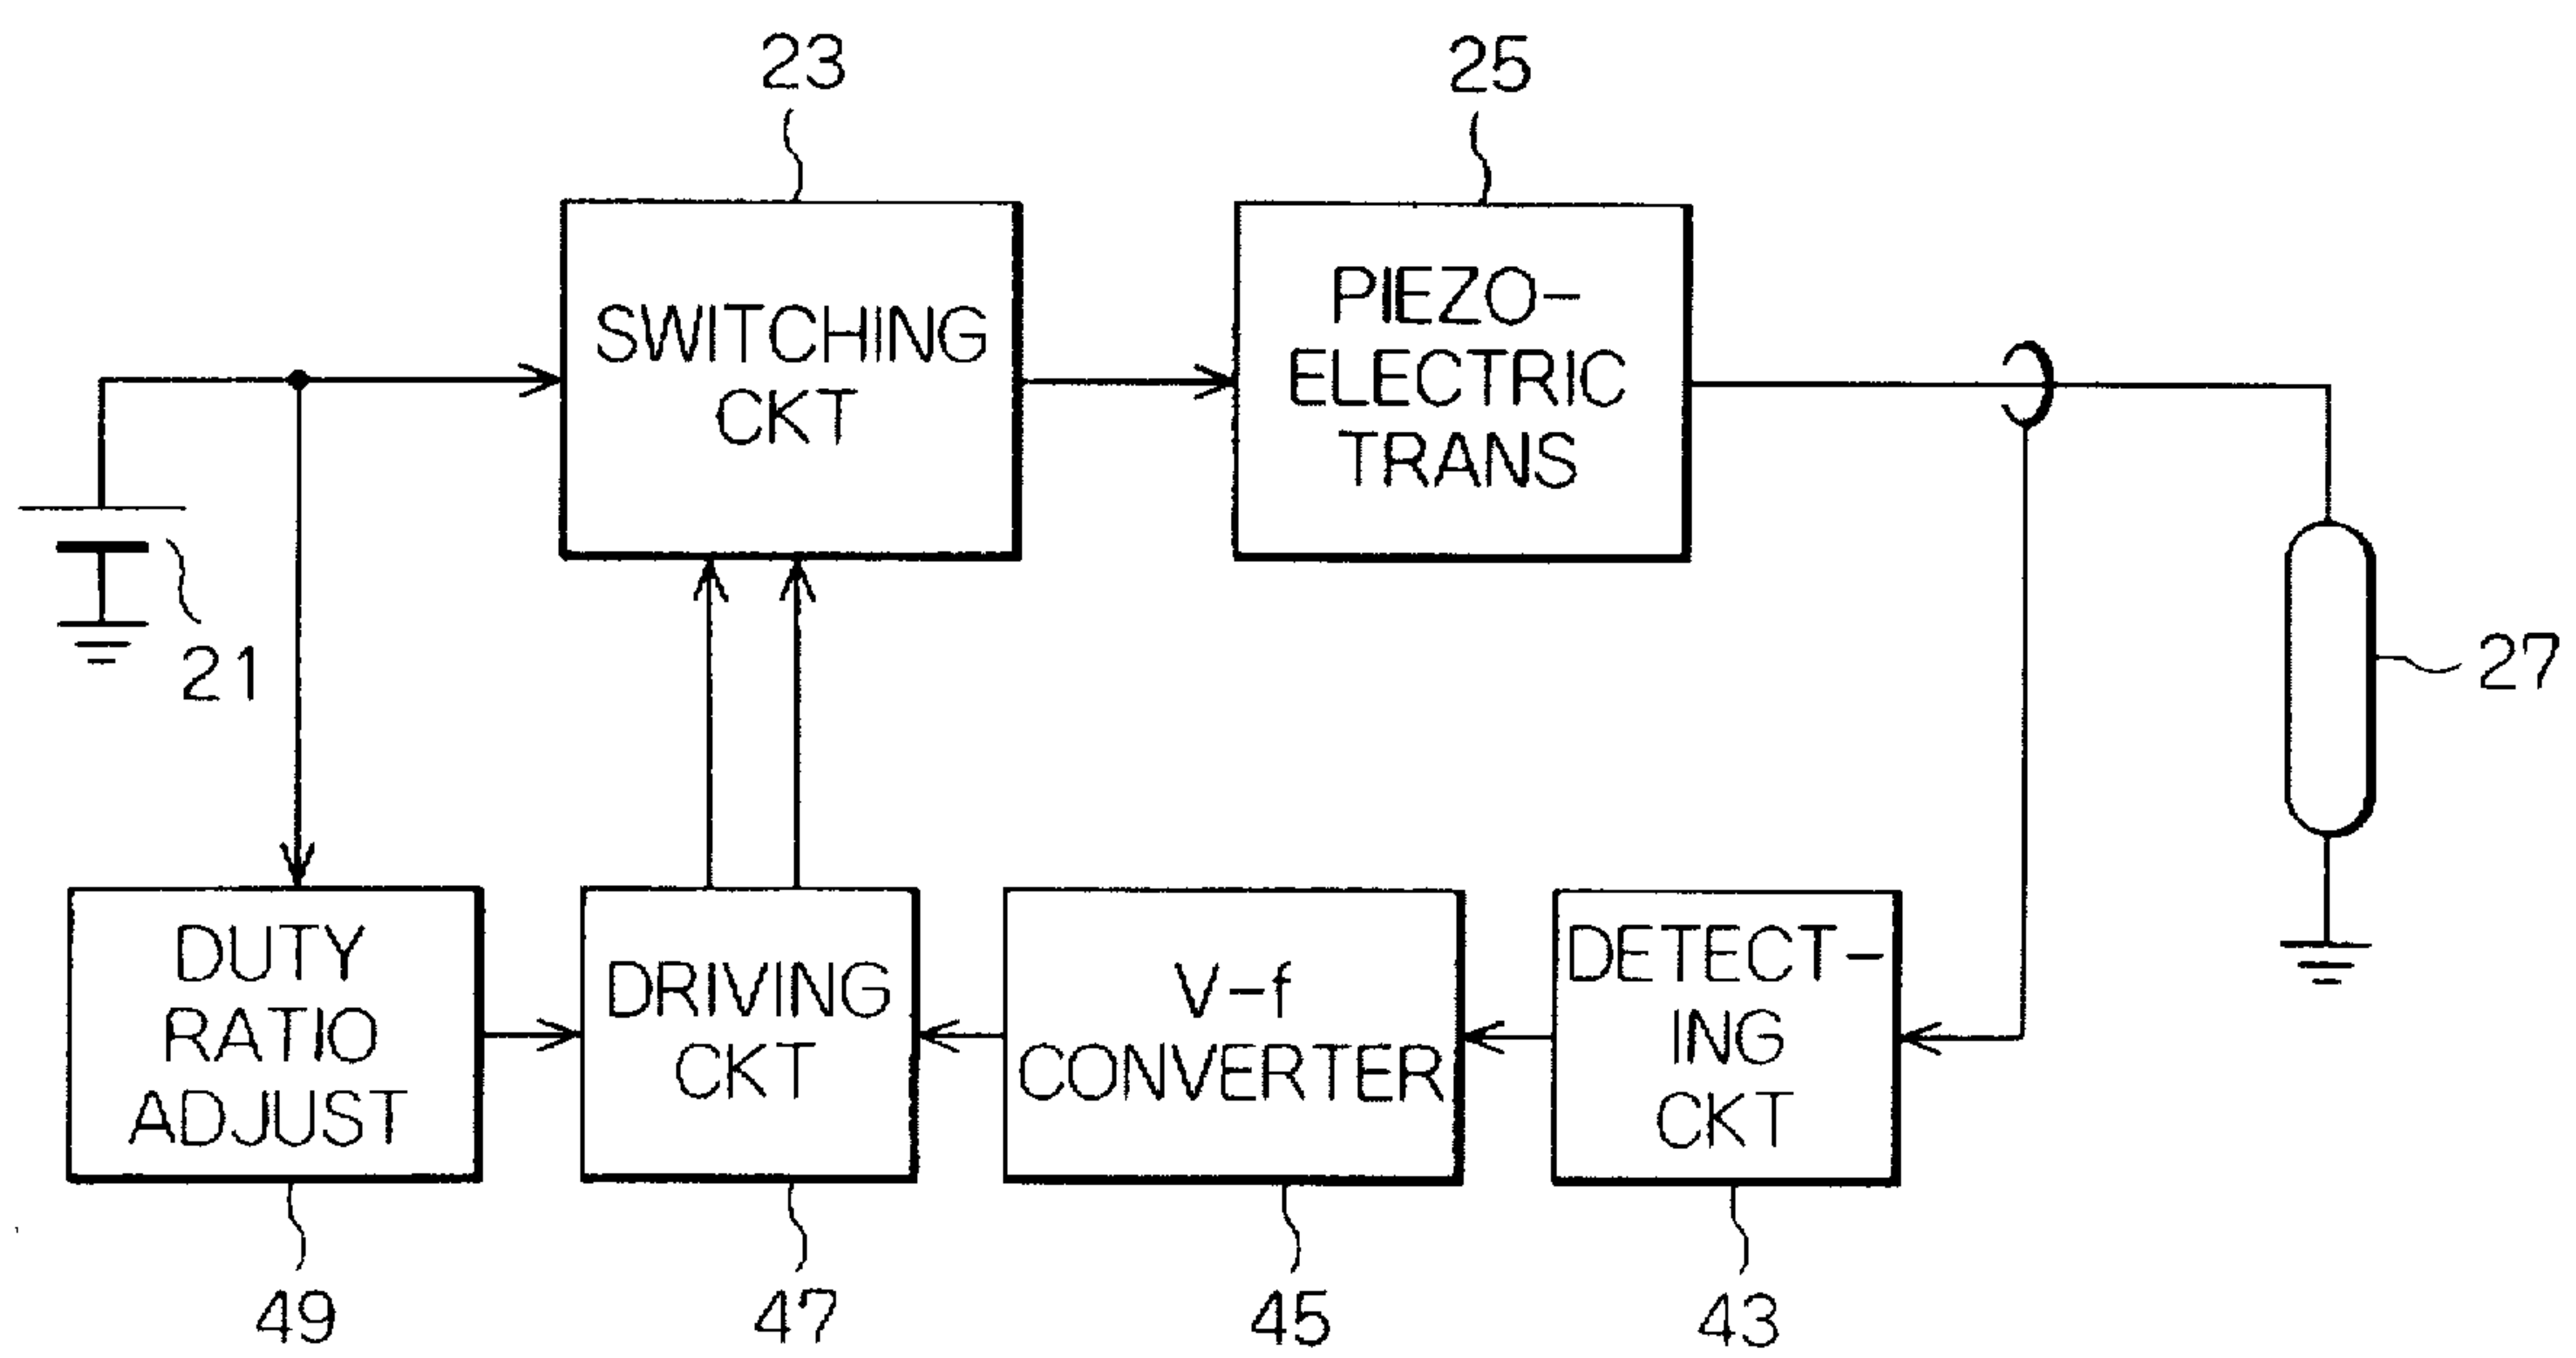 23
25
SWITCHING
CKT
PIEZO-
ELECTRIC
TRANS
21
27
DUTY
RATIO
ADJUST
DRIVING
CKT
V-f
CONVERTER
DETECT-
ING
CKT
49
47
45
43